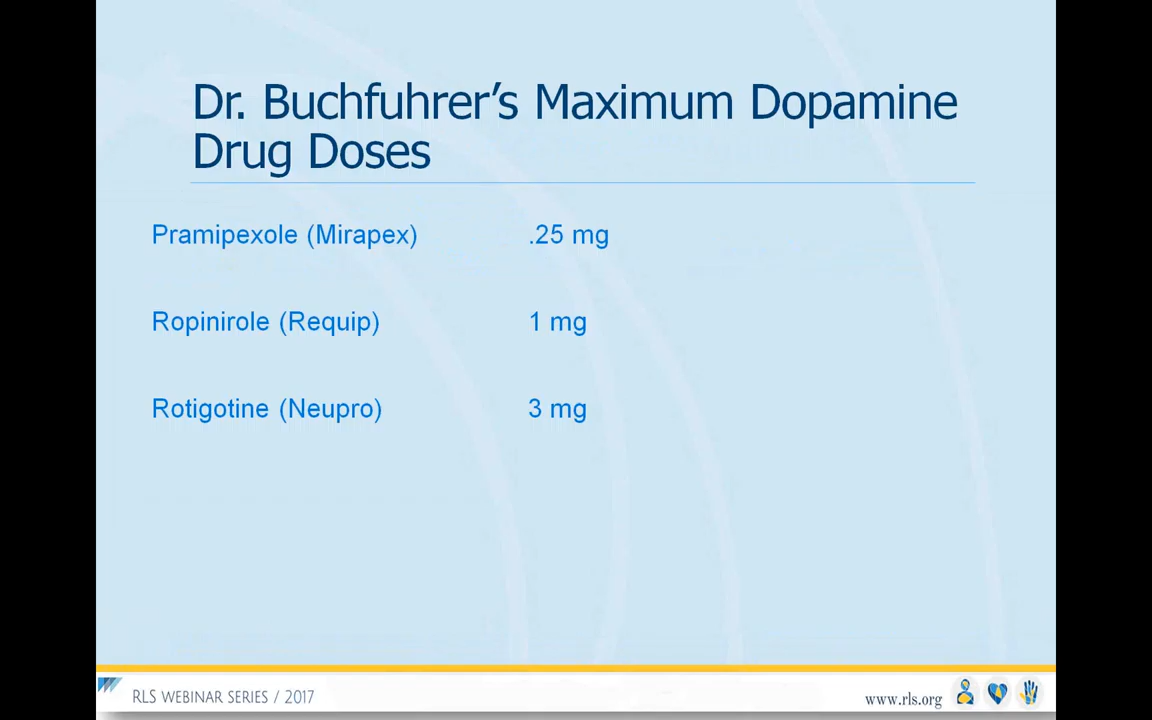 Dr. Buchfuhrer's Maximum Dopamine
Drug Doses
Pramipexole (Mirapex) .25 mg
Ropinirole (Requip) 1 mg
Rotigotine (Neupro) 3 mg
RLS WEBINAR SERIES / 2017 www.rls.org